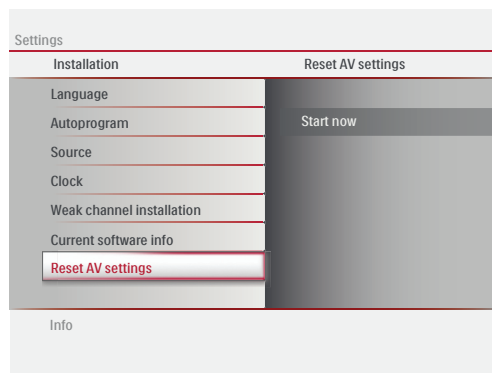 Settings
Installation
Reset AV settings
Language
Autoprogram
Start now
Source
Clock
Weak channel installation
Current software info
Reset AV settings
Info